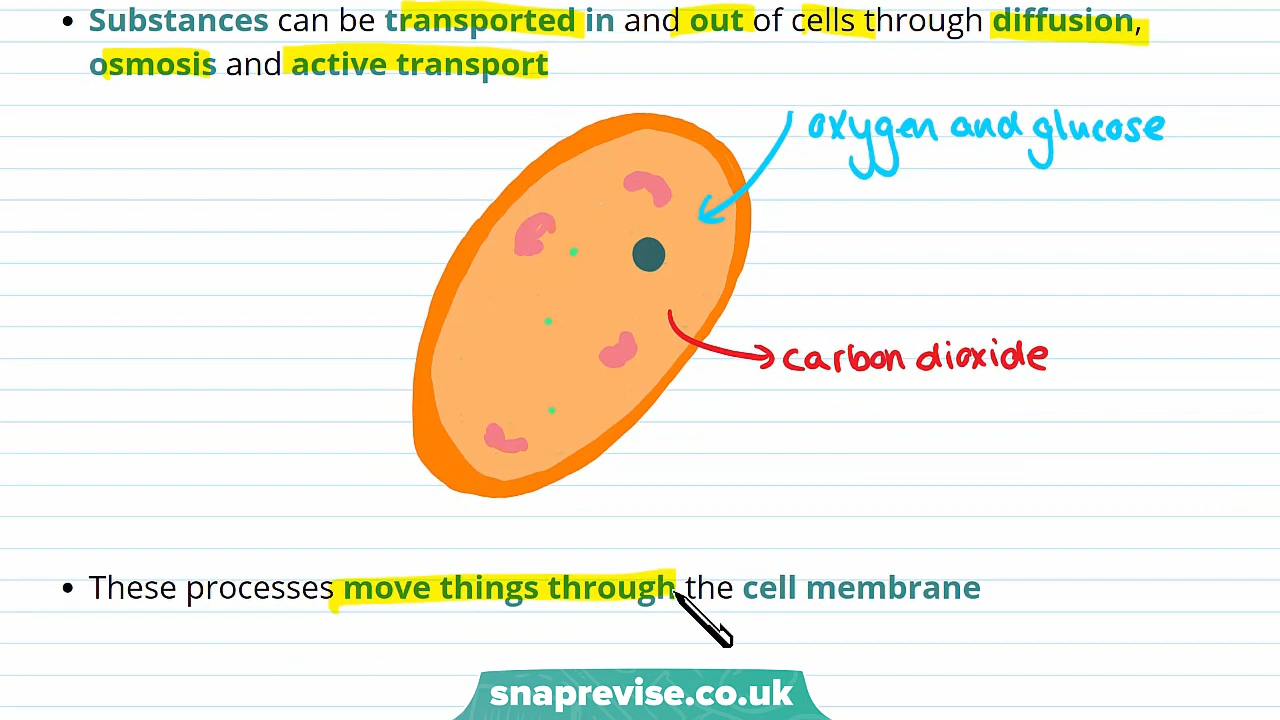 • Substances can be transported in and out of cells through diffusion,
osmosis and active transport
oxygen and glucose
carbon dioxide
• These processes move things through the cell membrane
snaprevise.co.uk